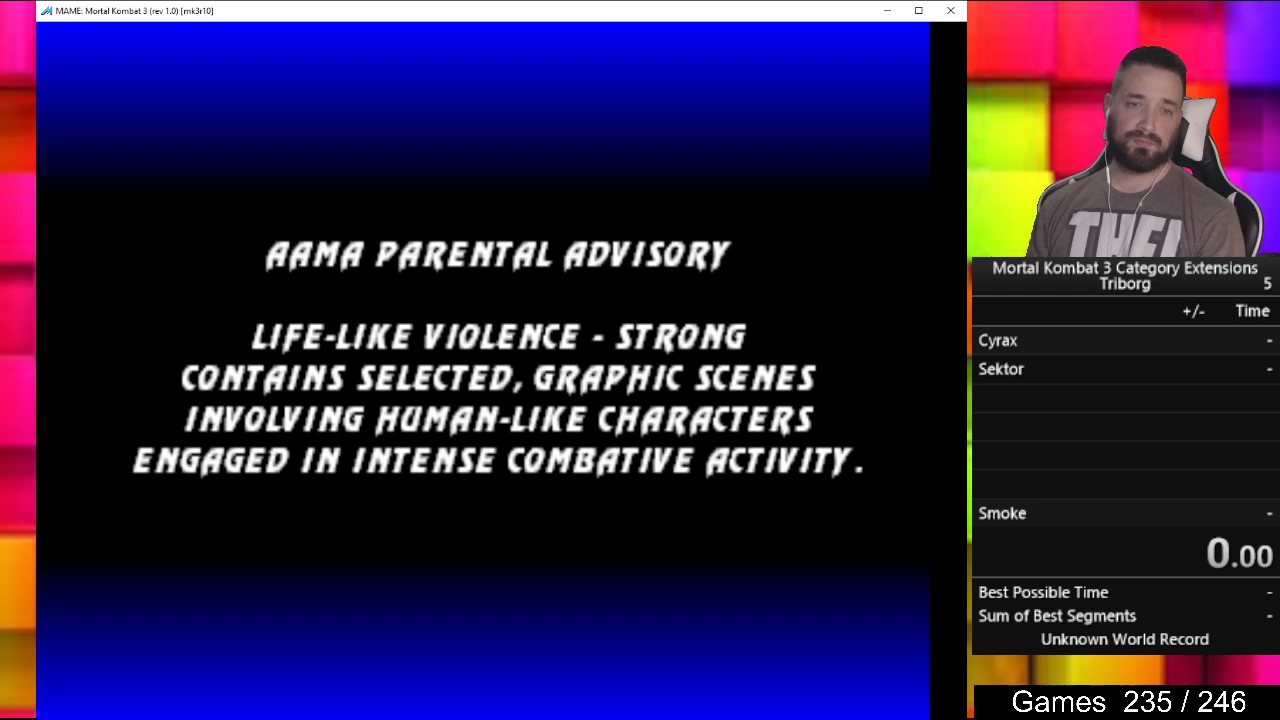 MAME: Mortal Kombat 3 (rev 1.0) [mk3r10]
AAMA PARENTAL ADVISORY
LIFE-LIKE VIOLENCE - STRONG
CONTAINS SELECTED, GRAPHIC SCENES
INVOLVING HUMAN-LIKE CHARACTERS
ENGAGED IN INTENSE COMBATIVE ACTIVITY.
Mortal Kombat 3 Category Extensions
Triborg 5
+/- Time
Cyrax -
Sektor -
Smoke -
0.00
Best Possible Time -
Sum of Best Segments -
Unknown World Record
Games 235 / 246